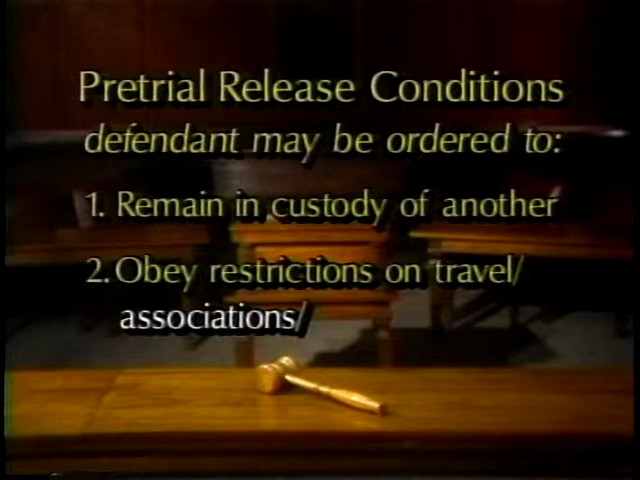 Pretrial Release Conditions
defendant may be ordered to:
1. Remain in custody of another
2. Obey restrictions on travel/
associations/